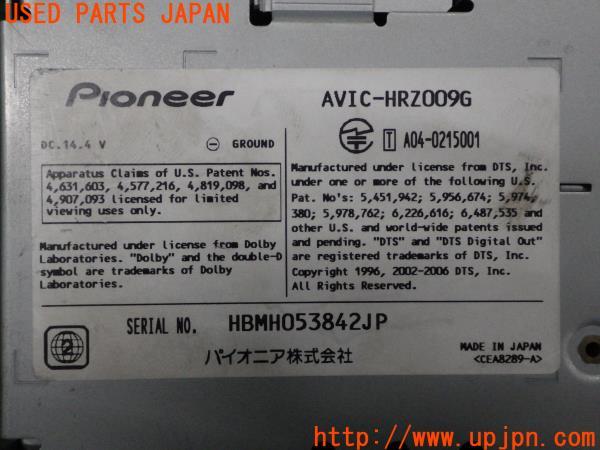 USED PARTS JAPAN
Pioneer
AVIC-HRZ009G
DC.14.4 V
GROUND
T A04-0215001
Apparatus Claims of U.S. Patent Nos.
4,631,603, 4,577,216, 4,819,098, and
4,907,093 licensed for limited
viewing uses only.
Manufactured under license from Dolby
Laboratories. "Dolby" and the double-D
symbol are trademarks of Dolby
Laboratories.
Manufactured under license from DTS, Inc.
under one or more of the following U.S.
Pat. No's: 5,451,942; 5,956,674; 5,974,
380; 5,978,762; 6,226,616; 6,487,535 and
other U.S. and world-wide patents issued
and pending. "DTS" and "DTS Digital Out"
are registered trademarks of DTS, Inc.
Copyright 1996, 2002-2006 DTS, Inc.
All Rights Reserved.
SERIAL NO. HBMH053842JP
2
パイオニア株式会社
MADE IN JAPAN
<CEA8289-A>
http://www.upjpn.com